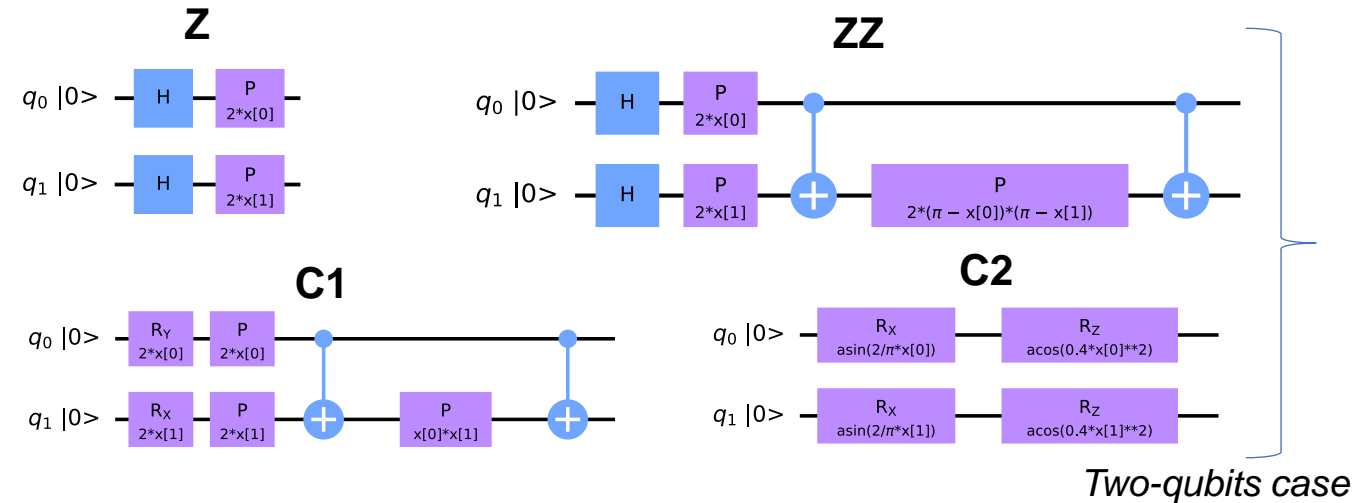 Z
q0 |0>
H
P
2*x[0]
q1 |0>
H
P
2*x[1]
ZZ
q0 |0>
H
P
2*x[0]
q1 |0>
H
P
2*x[1]
P
2*(π − x[0])*(π − x[1])
C1
q0 |0>
RY
2*x[0]
P
2*x[0]
q1 |0>
RX
2*x[1]
P
2*x[1]
P
x[0]*x[1]
C2
q0 |0>
RX
asin(2/π*x[0])
RZ
acos(0.4*x[0]**2)
q1 |0>
RX
asin(2/π*x[1])
RZ
acos(0.4*x[1]**2)
Two-qubits case